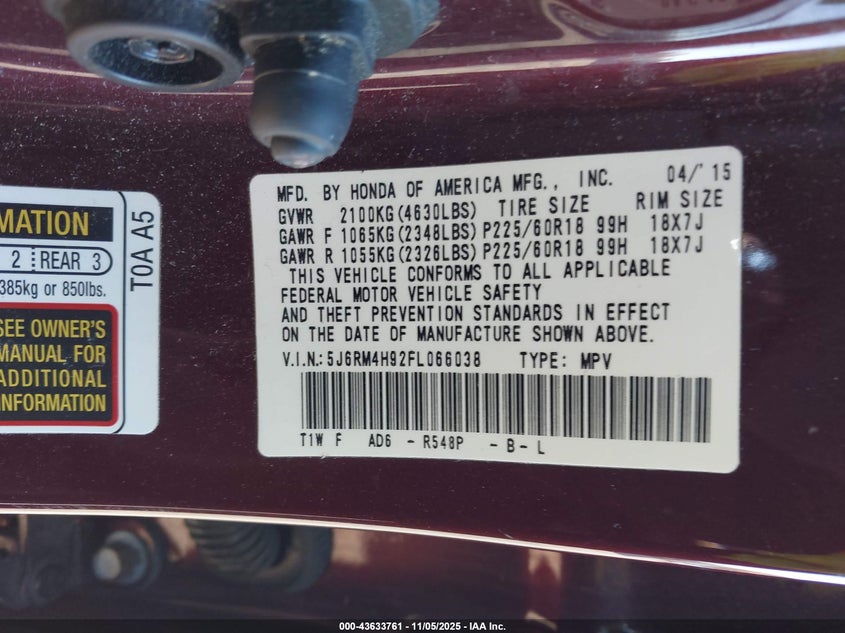 MFD. BY HONDA OF AMERICA MFG., INC. 04/'15
GVWR 2100KG(4630LBS) TIRE SIZE RIM SIZE
GAWR F 1065KG(2348LBS) P225/60R18 99H 18X7J
GAWR R 1055KG(2326LBS) P225/60R18 99H 18X7J
THIS VEHICLE CONFORMS TO ALL APPLICABLE
FEDERAL MOTOR VEHICLE SAFETY
AND THEFT PREVENTION STANDARDS IN EFFECT
ON THE DATE OF MANUFACTURE SHOWN ABOVE.
V.I.N.:5J6RM4H92FL066038 TYPE: MPV
T1W F AD6 - R548P - B - L
MATION
2 REAR 3
385kg or 850lbs.
SEE OWNER'S
MANUAL FOR
ADDITIONAL
INFORMATION
T0A A5
000-43633761 - 11/05/2025 - IAA Inc.